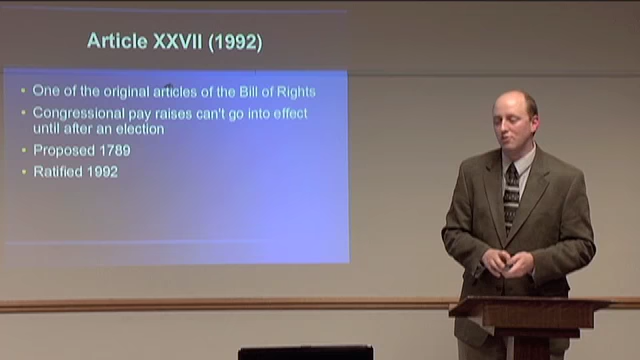 Article XXVII (1992)
• One of the original articles of the Bill of Rights
• Congressional pay raises can't go into effect
until after an election
• Proposed 1789
• Ratified 1992